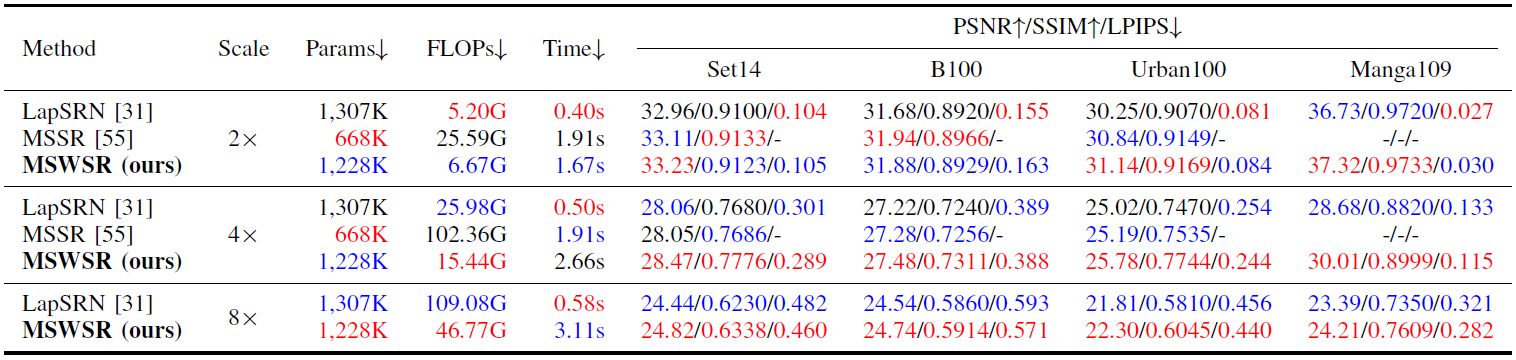 Method Scale Params↓ FLOPs↓ Time↓ PSNR↑/SSIM↑/LPIPS↓
Set14 B100 Urban100 Manga109
LapSRN [31] 1,307K 5.20G 0.40s 32.96/0.9100/0.104 31.68/0.8920/0.155 30.25/0.9070/0.081 36.73/0.9720/0.027
MSSR [55] 2× 668K 25.59G 1.91s 33.11/0.9133/- 31.94/0.8966/- 30.84/0.9149/- -/-/-
MSWSR (ours) 1,228K 6.67G 1.67s 33.23/0.9123/0.105 31.88/0.8929/0.163 31.14/0.9169/0.084 37.32/0.9733/0.030
LapSRN [31] 1,307K 25.98G 0.50s 28.06/0.7680/0.301 27.22/0.7240/0.389 25.02/0.7470/0.254 28.68/0.8820/0.133
MSSR [55] 4× 668K 102.36G 1.91s 28.05/0.7686/- 27.28/0.7256/- 25.19/0.7535/- -/-/-
MSWSR (ours) 1,228K 15.44G 2.66s 28.47/0.7776/0.289 27.48/0.7311/0.388 25.78/0.7744/0.244 30.01/0.8999/0.115
LapSRN [31] 8× 1,307K 109.08G 0.58s 24.44/0.6230/0.482 24.54/0.5860/0.593 21.81/0.5810/0.456 23.39/0.7350/0.321
MSWSR (ours) 1,228K 46.77G 3.11s 24.82/0.6338/0.460 24.74/0.5914/0.571 22.30/0.6045/0.440 24.21/0.7609/0.282